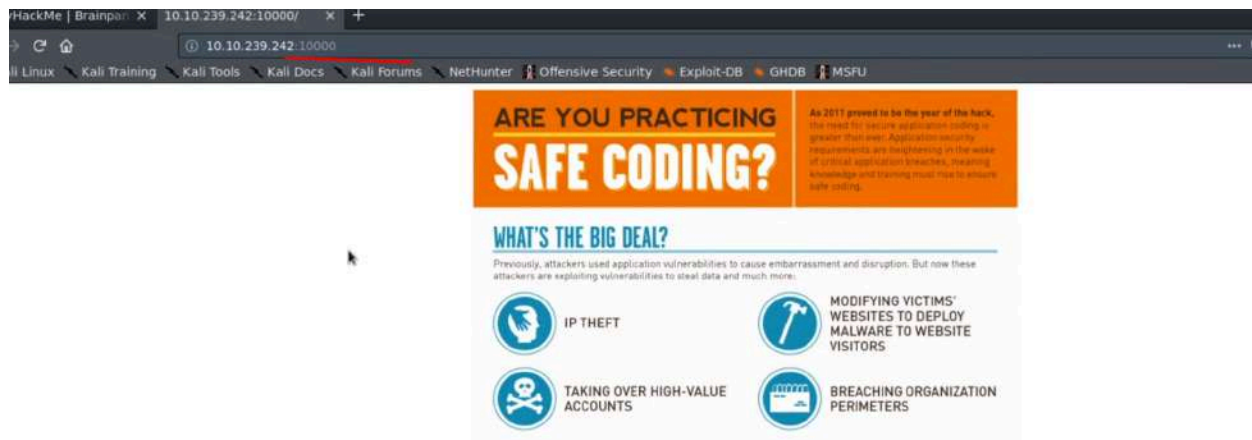 yHackMe | Brainpan X 10.10.239.242:10000/ X +
10.10.239.242:10000
ali Linux Kali Training Kali Tools Kali Docs Kali Forums NetHunter Offensive Security Exploit-DB GHDB MSFU
ARE YOU PRACTICING
SAFE CODING?
As 2011 proved to be the year of the hack,
the need for secure application coding is
greater than ever. Application security
requirements are heightening in the wake
of critical application breaches, meaning
knowledge and training must rise to ensure
safe coding.
WHAT'S THE BIG DEAL?
Previously, attackers used application vulnerabilities to cause embarrassment and disruption. But now these
attackers are exploiting vulnerabilities to steal data and much more:
IP THEFT
MODIFYING VICTIMS'
WEBSITES TO DEPLOY
MALWARE TO WEBSITE
VISITORS
TAKING OVER HIGH-VALUE
ACCOUNTS
BREACHING ORGANIZATION
PERIMETERS